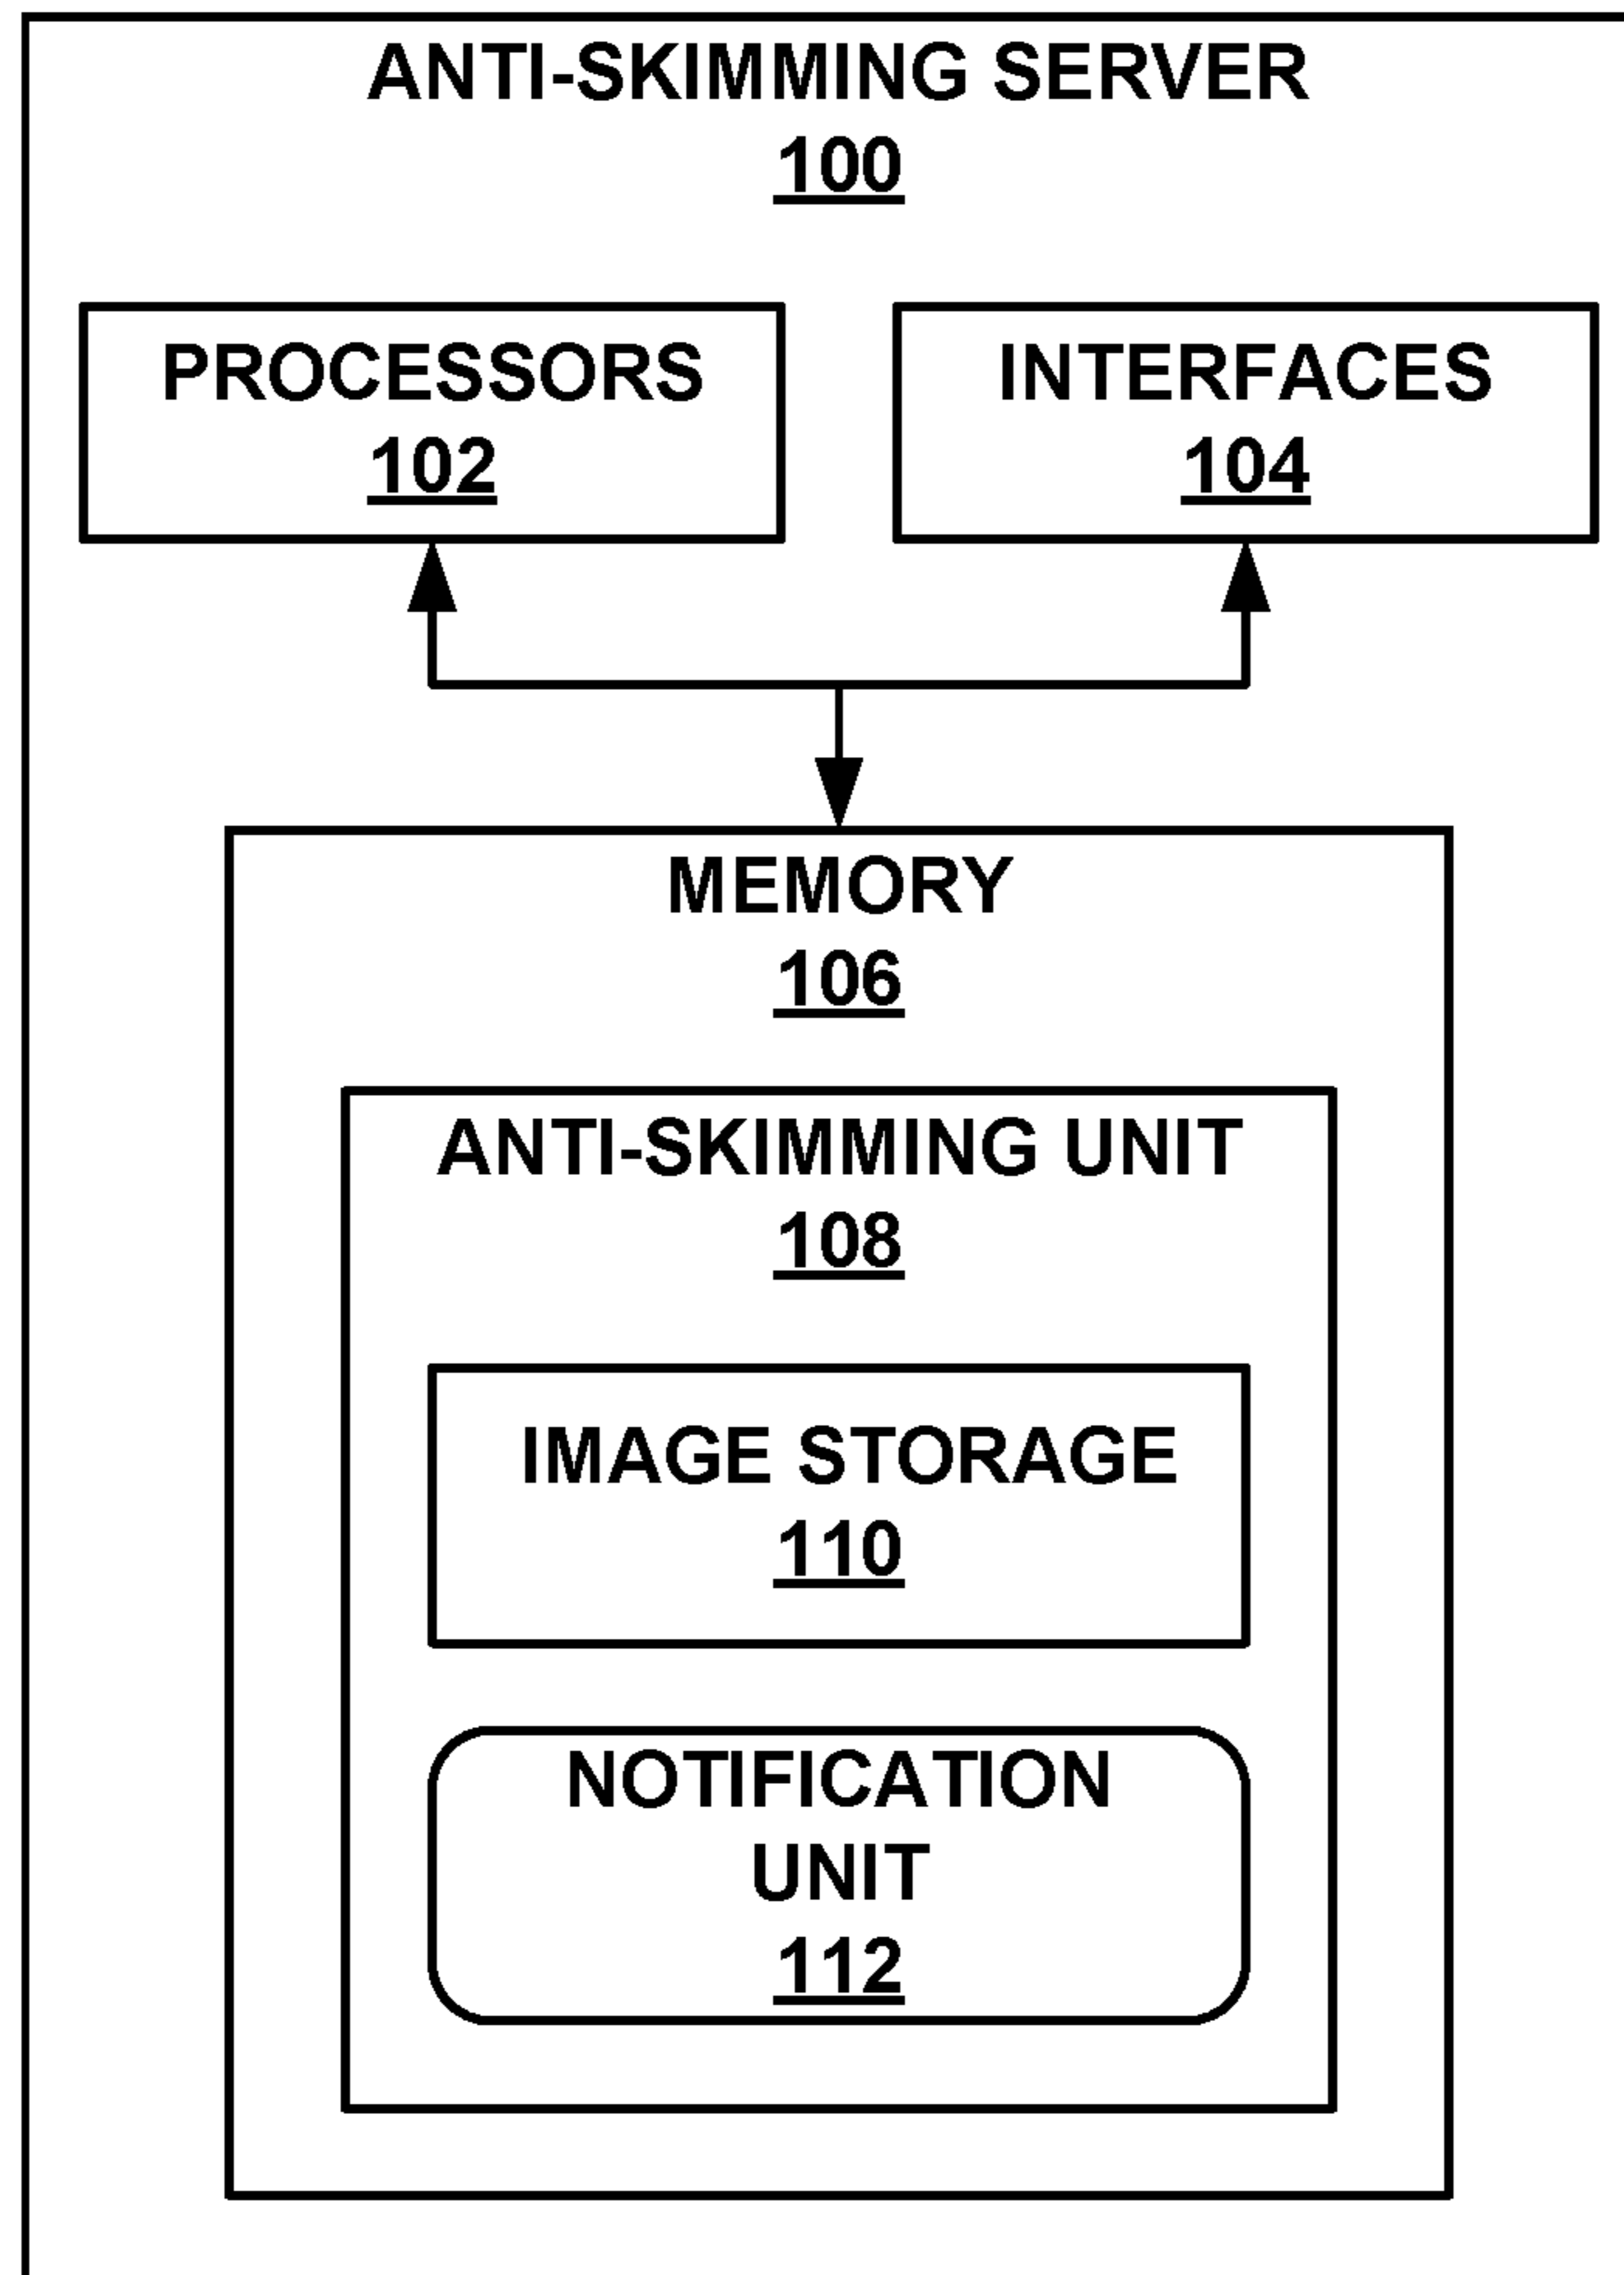 ANTI-SKIMMING SERVER
100
PROCESSORS
102
INTERFACES
104
MEMORY
106
ANTI-SKIMMING UNIT
108
IMAGE STORAGE
110
NOTIFICATION
UNIT
112